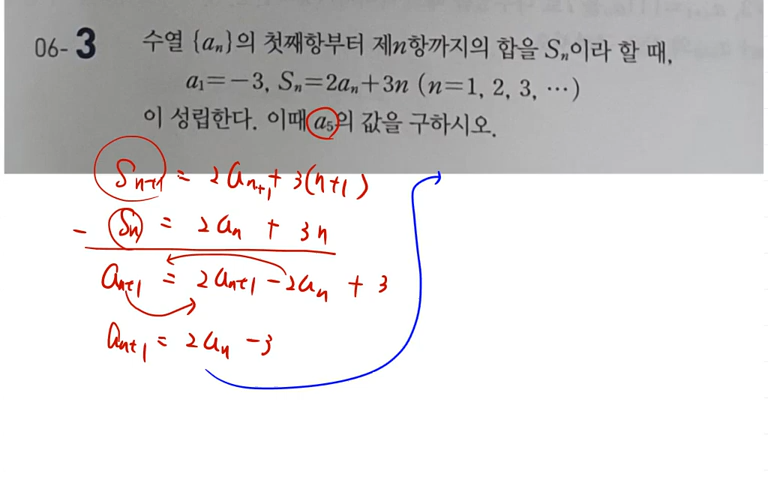 06-3 수열 {aₙ}의 첫째항부터 제n항까지의 합을 Sₙ이라 할 때,
a₁=-3, Sₙ=2aₙ+3n (n=1, 2, 3, ⋯)
이 성립한다. 이때 a₅의 값을 구하시오.
Sₙ₊₁ = 2aₙ₊₁ + 3(n+1)
- Sₙ = 2aₙ + 3n
aₙ₊₁ = 2aₙ₊₁ - 2aₙ + 3
aₙ₊₁ = 2aₙ - 3